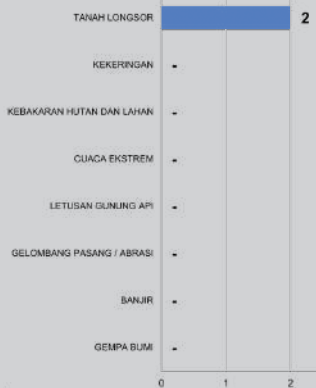 TANAH LONGSOR 2
KEKERINGAN -
KEBAKARAN HUTAN DAN LAHAN -
CUACA EKSTREM -
LETUSAN GUNUNG API -
GELOMBANG PASANG / ABRASI -
BANJIR -
GEMPA BUMI -
0 1 2